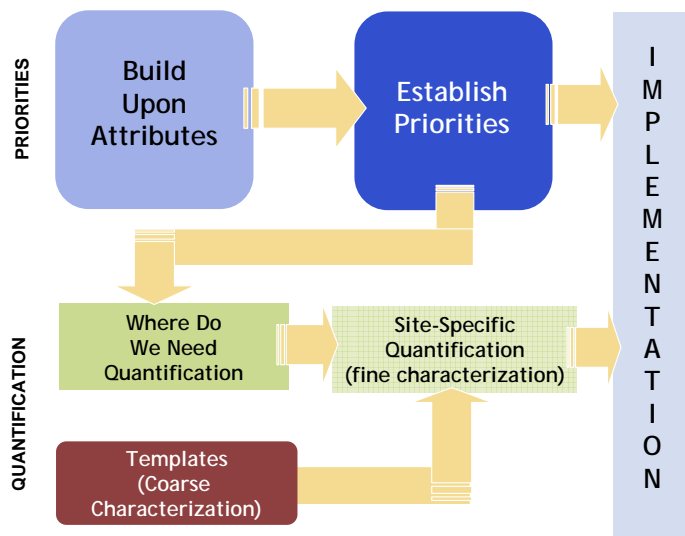 PRIORITIES
Build
Upon
Attributes
Establish
Priorities
QUANTIFICATION
Where Do
We Need
Quantification
Site-Specific
Quantification
(fine characterization)
Templates
(Coarse
Characterization)
I
M
P
L
E
M
E
N
T
A
T
I
O
N